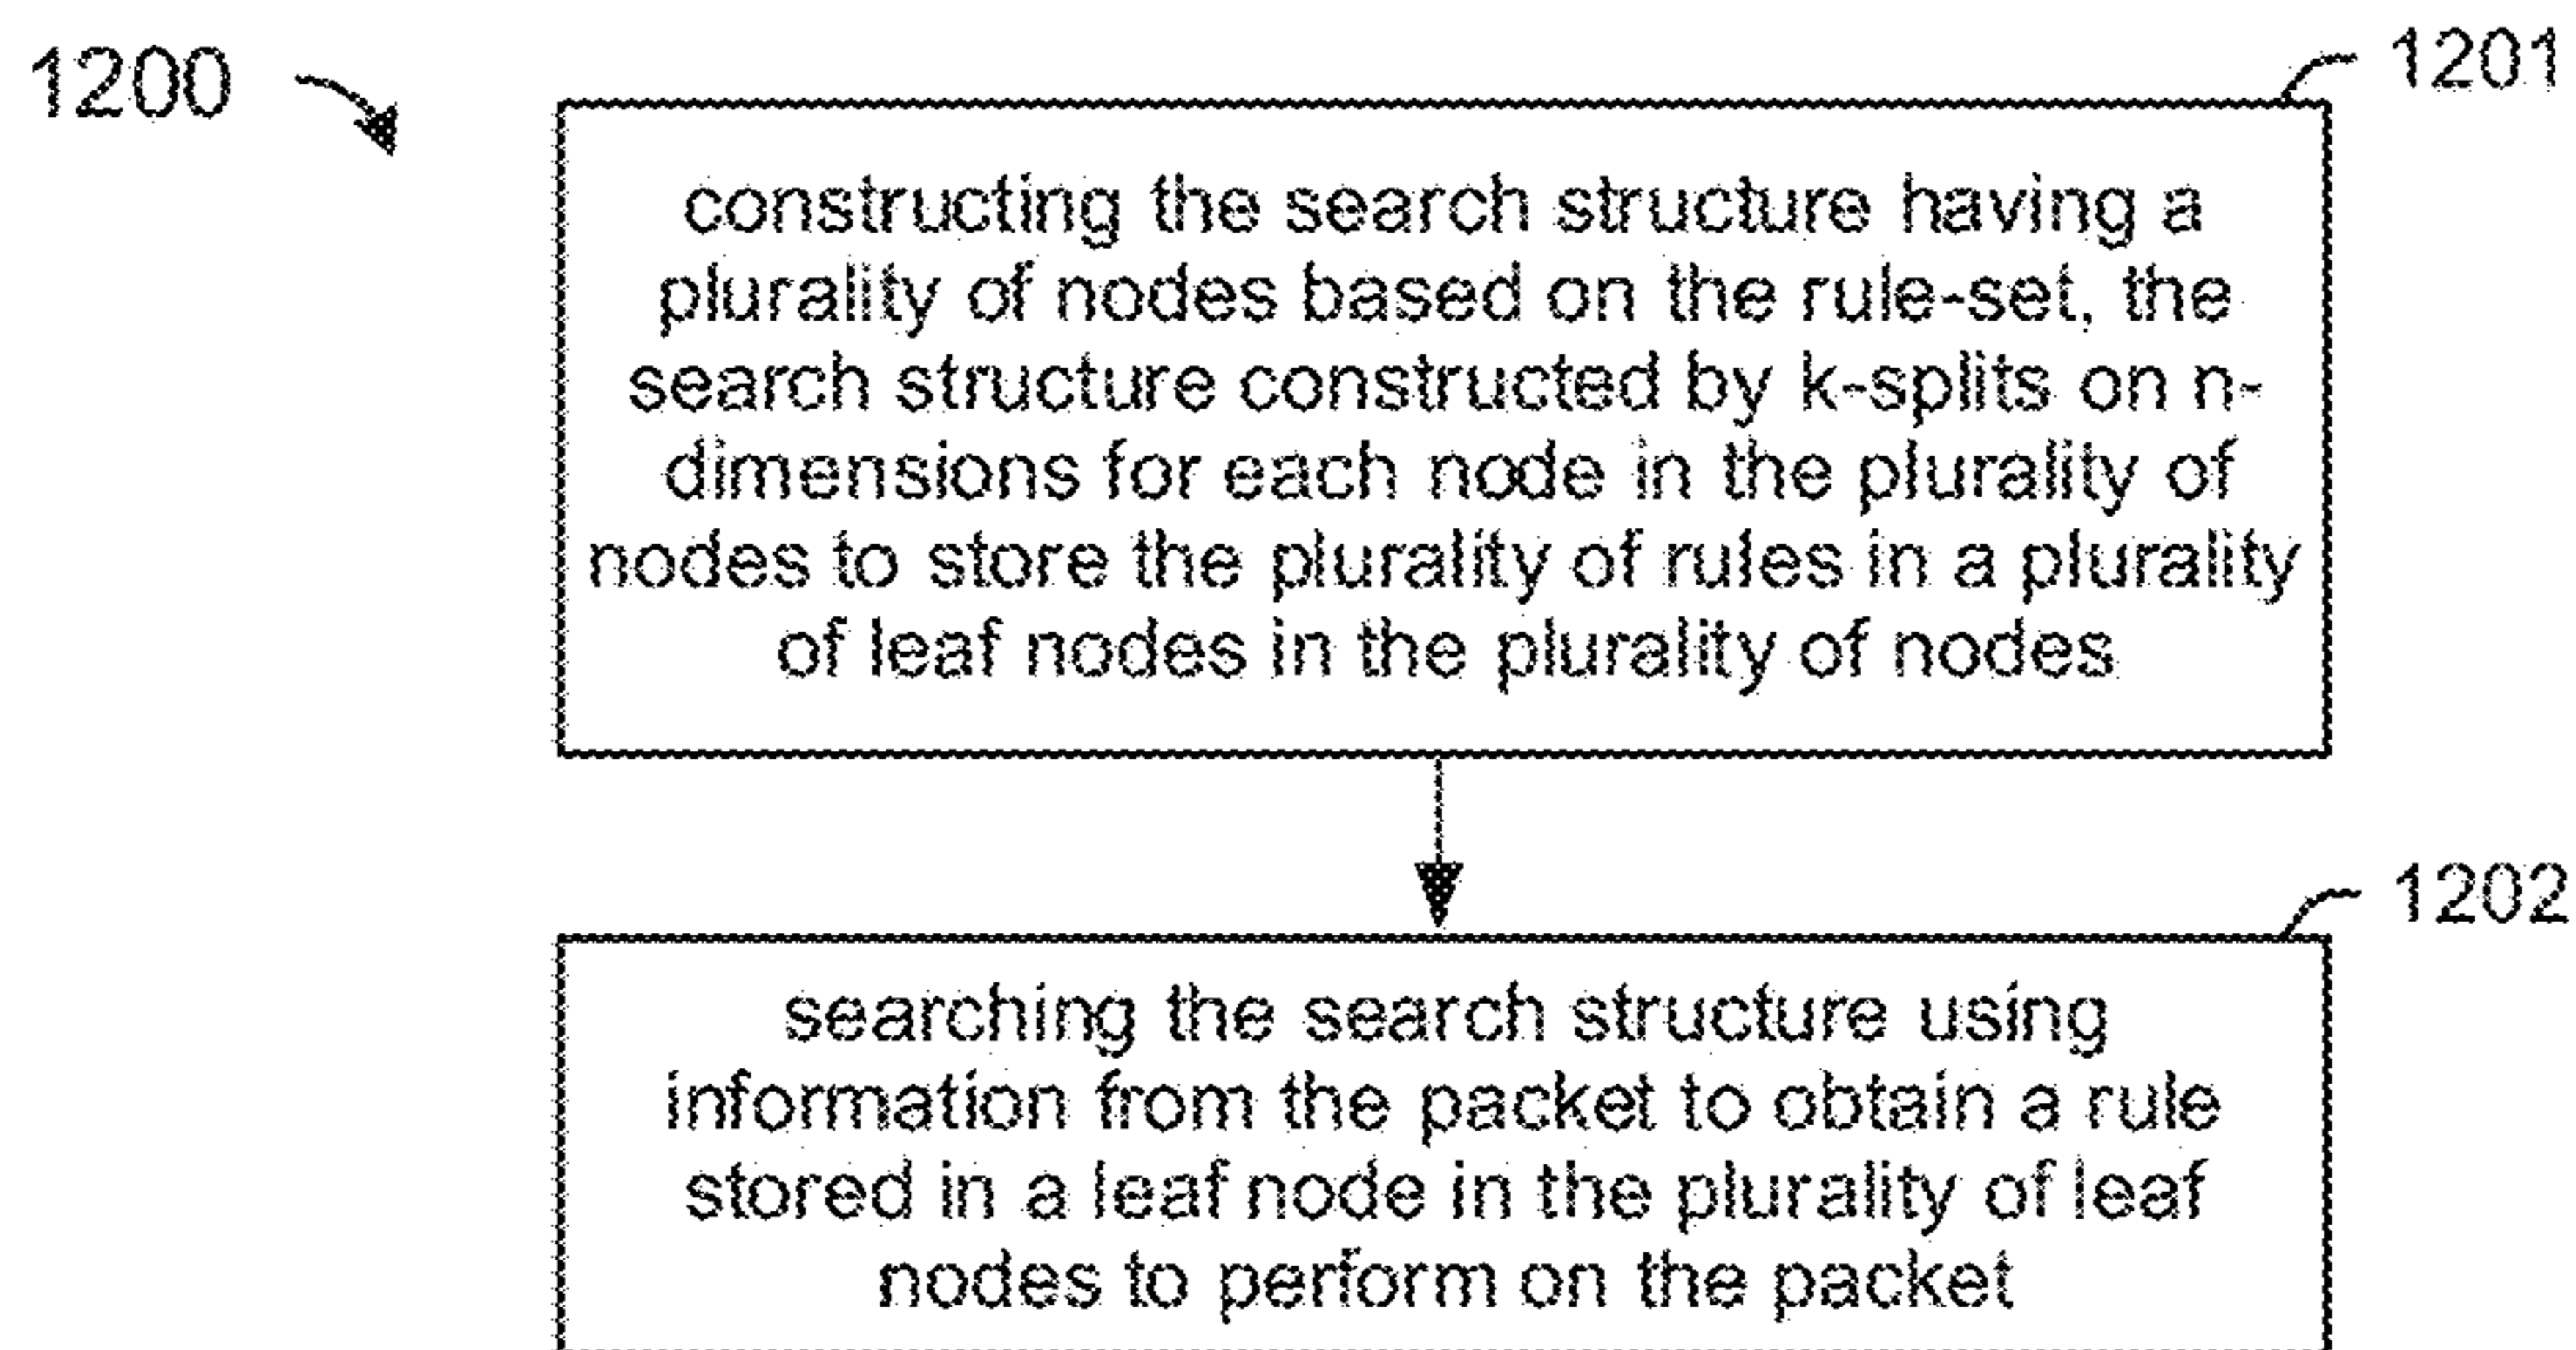 1200
1201
constructing the search structure having a
plurality of nodes based on the rule-set, the
search structure constructed by k-splits on n-
dimensions for each node in the plurality of
nodes to store the plurality of rules in a plurality
of leaf nodes in the plurality of nodes
1202
searching the search structure using
information from the packet to obtain a rule
stored in a leaf node in the plurality of leaf
nodes to perform on the packet